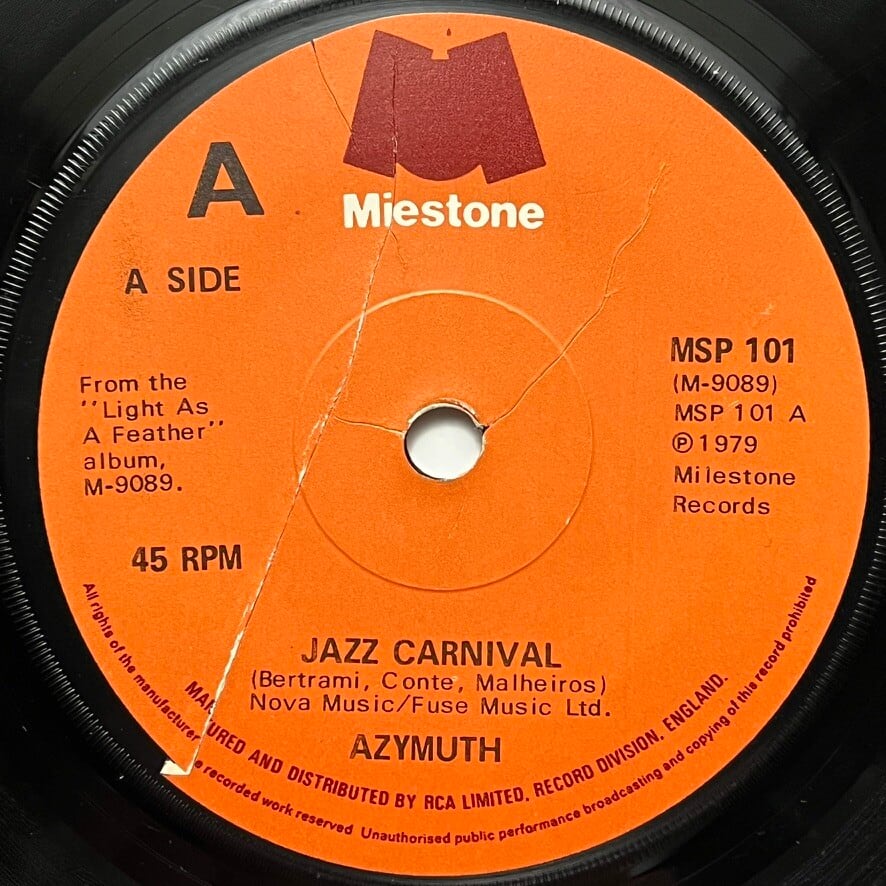 A
Miestone
A SIDE
From the
"Light As
A Feather"
album,
M-9089.
MSP 101
(M-9089)
MSP 101 A
℗ 1979
Milestone
Records
45 RPM
JAZZ CARNIVAL
(Bertrami, Conte, Malheiros)
Nova Music/Fuse Music Ltd.
AZYMUTH
AND DISTRIBUTED BY RCA LIMITED. RECORD DIVISION. ENGLAND.
All rights of the manufacturer recorded work reserved Unauthorised public performance broadcasting and copying of this record prohibited